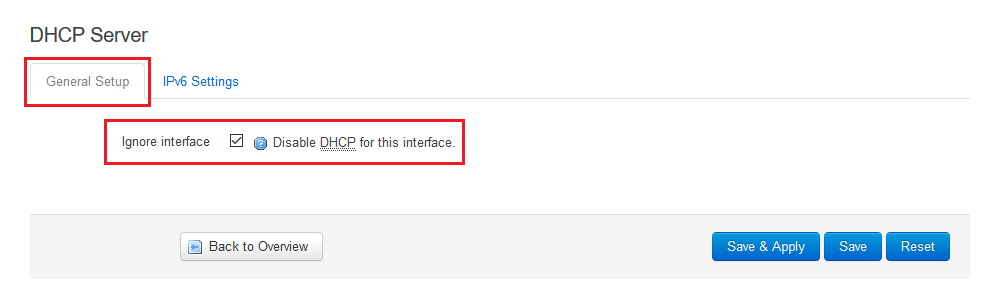 DHCP Server
General Setup
IPv6 Settings
Ignore interface
Disable DHCP for this interface.
Back to Overview
Save & Apply
Save
Reset